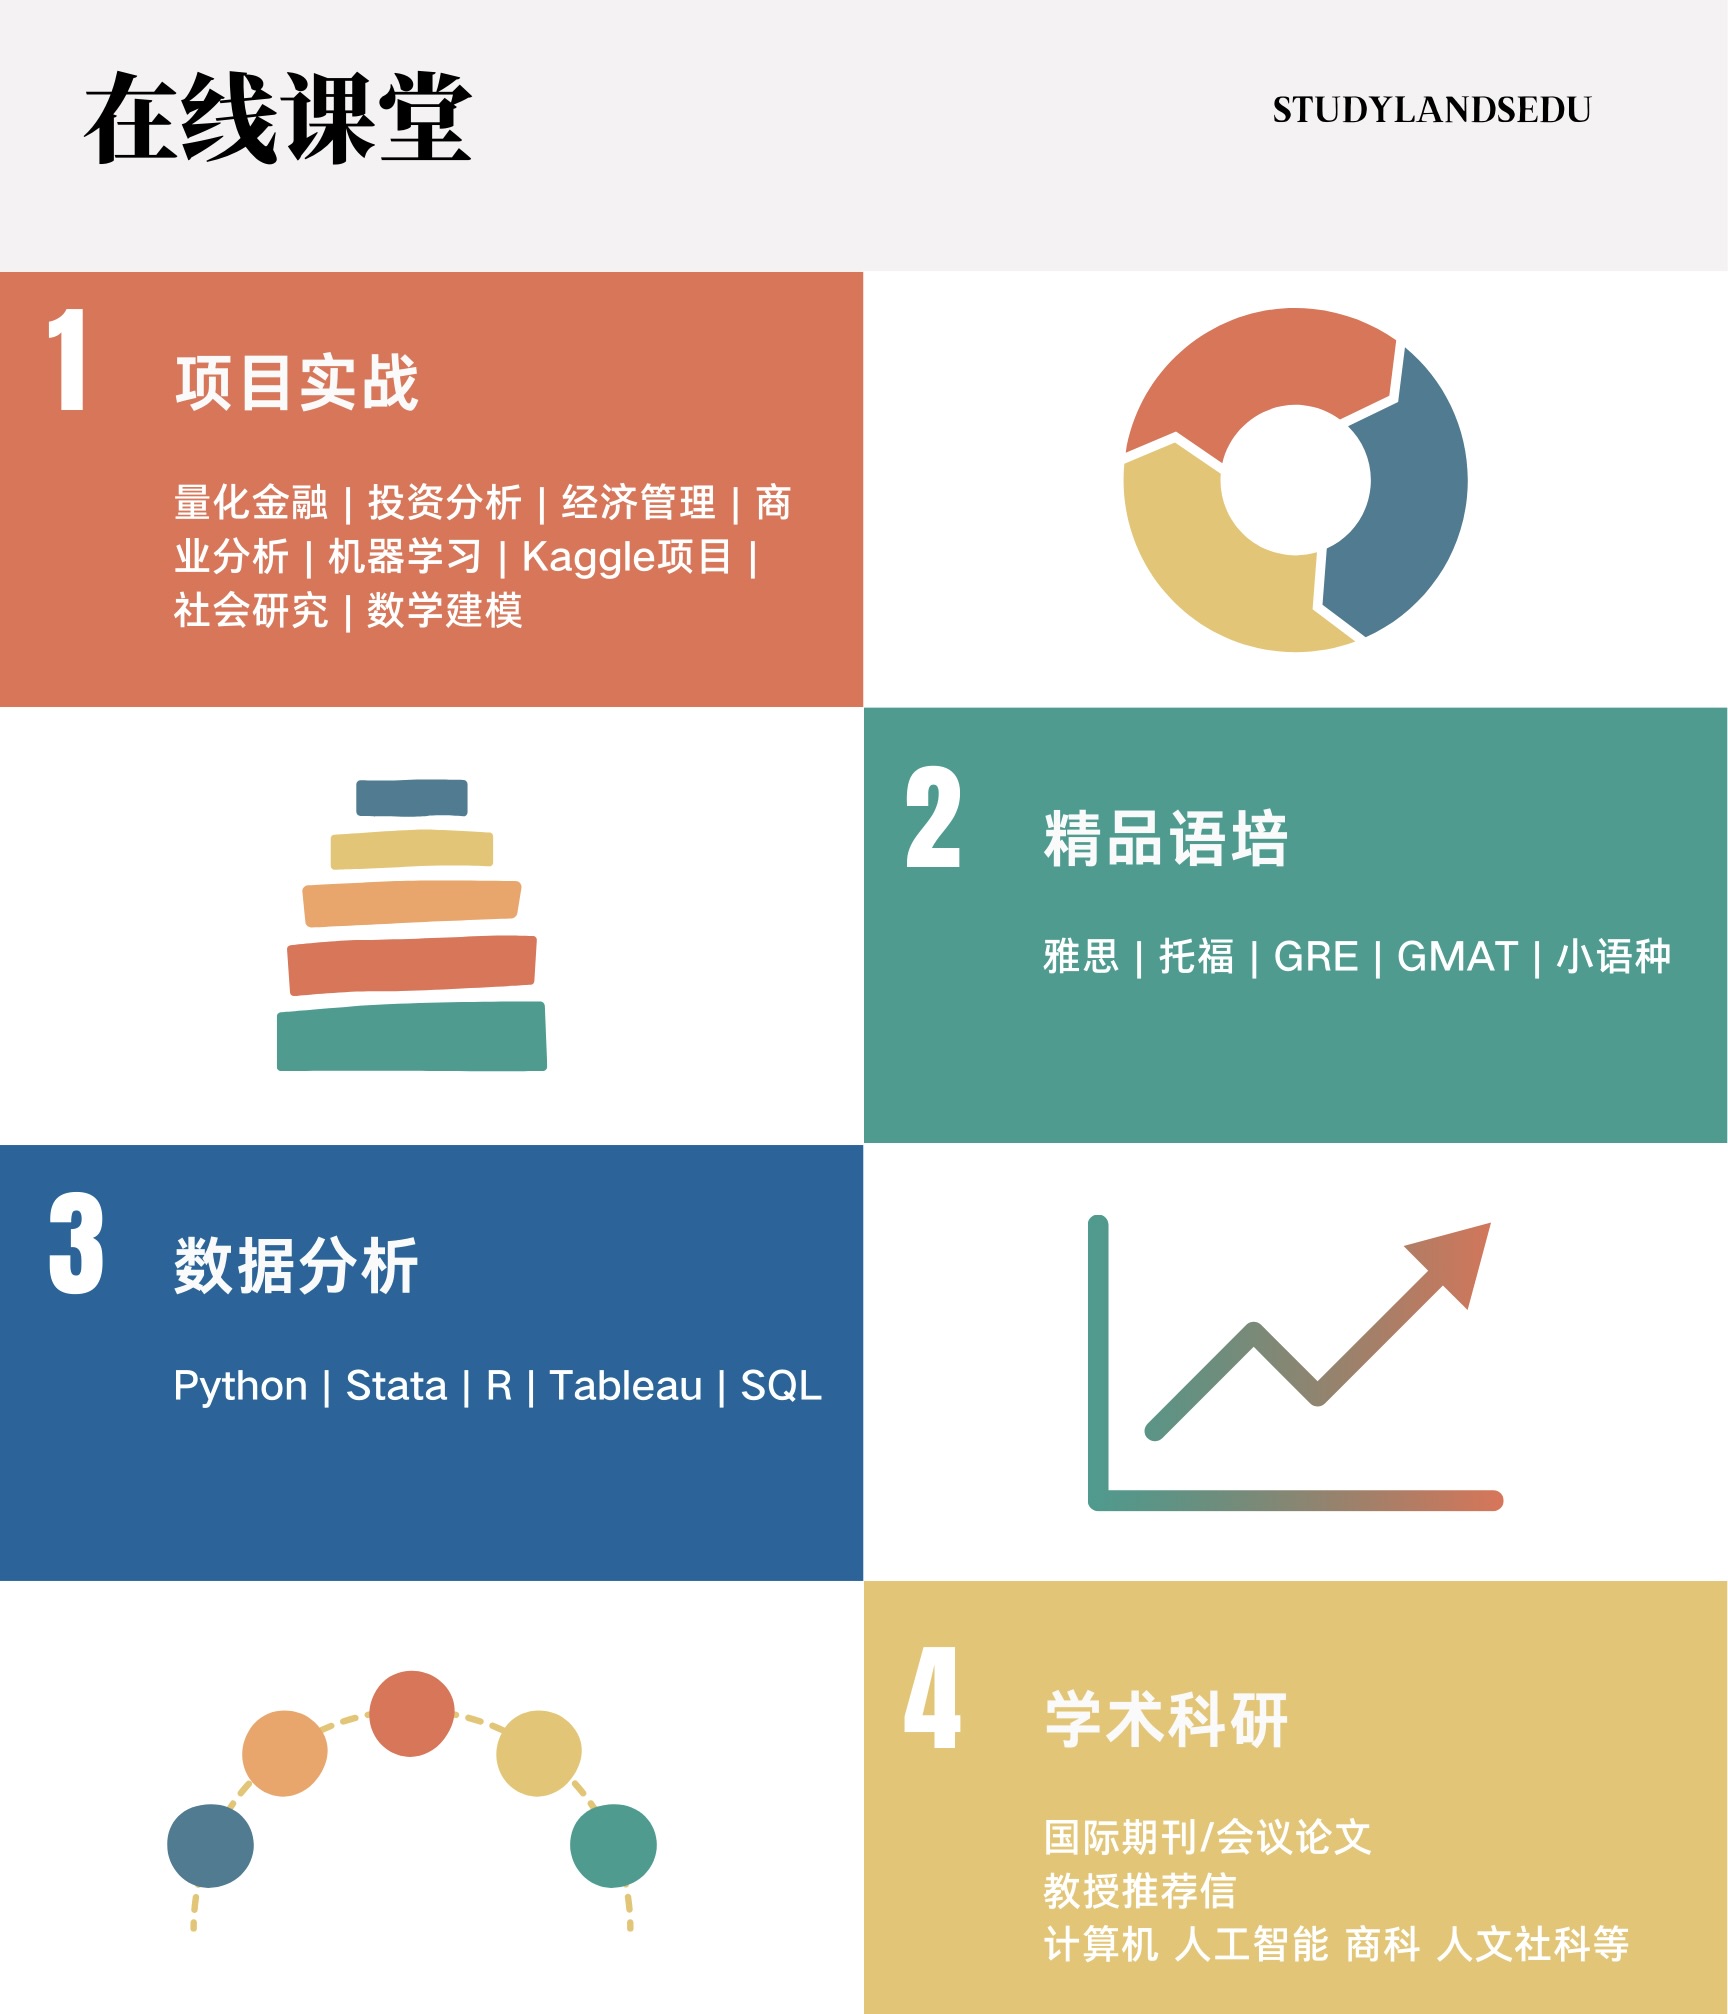 在线课堂
STUDYLANDSEDU
1
项目实战
量化金融 | 投资分析 | 经济管理 | 商
业分析 | 机器学习 | Kaggle项目 |
社会研究 | 数学建模
2
精品语培
雅思 | 托福 | GRE | GMAT | 小语种
3
数据分析
Python | Stata | R | Tableau | SQL
4
学术科研
国际期刊/会议论文
教授推荐信
计算机 人工智能 商科 人文社科等